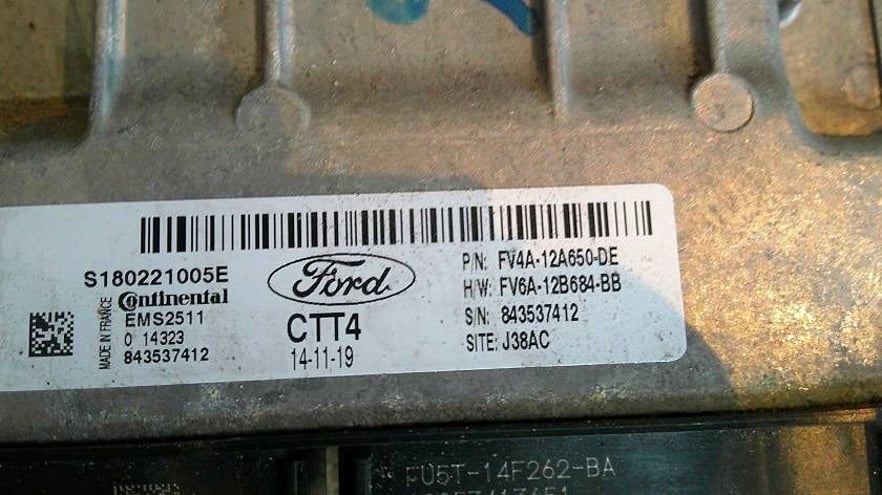 S180221005E
Continental
EMS2511
0 14323
843537412
MADE IN FRANCE
Ford
CTT4
14-11-19
P/N: FV4A-12A650-DE
H/W: FV6A-12B684-BB
S/N: 843537412
SITE: J38AC
FU5T-14F262-BA